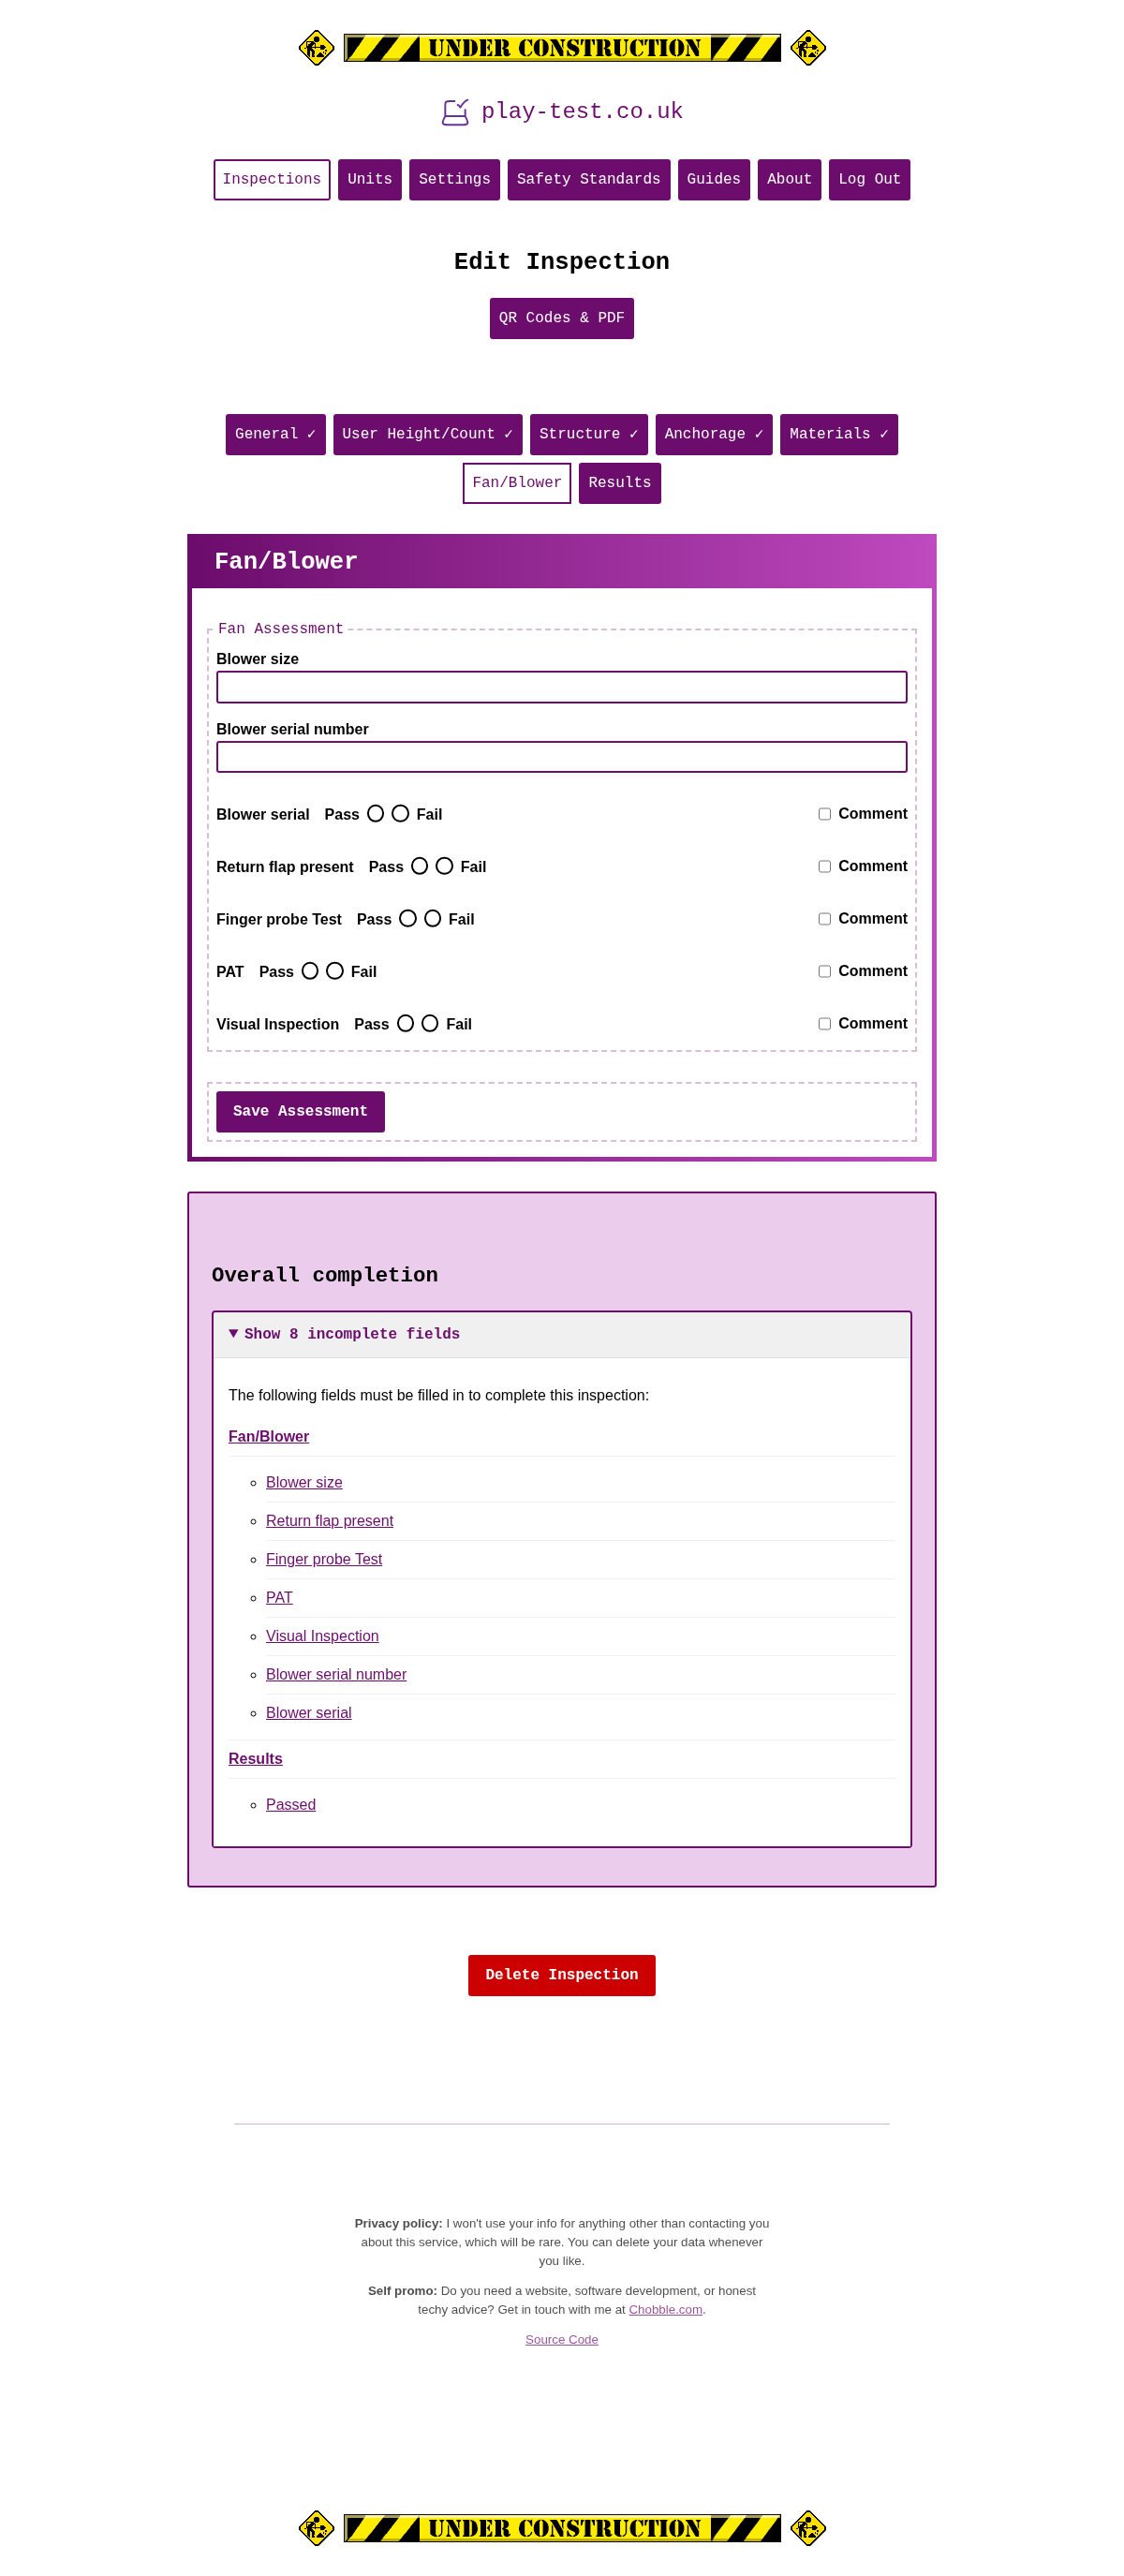 UNDER CONSTRUCTION
play-test.co.uk
Inspections Units Settings Safety Standards Guides About Log Out
Edit Inspection
QR Codes & PDF
General ✓ User Height/Count ✓ Structure ✓ Anchorage ✓ Materials ✓
Fan/Blower Results
Fan/Blower
Fan Assessment
Blower size
Blower serial number
Blower serial Pass Fail Comment
Return flap present Pass Fail Comment
Finger probe Test Pass Fail Comment
PAT Pass Fail Comment
Visual Inspection Pass Fail Comment
Save Assessment
Overall completion
▼ Show 8 incomplete fields
The following fields must be filled in to complete this inspection:
Fan/Blower
Blower size
Return flap present
Finger probe Test
PAT
Visual Inspection
Blower serial number
Blower serial
Results
Passed
Delete Inspection
Privacy policy: I won't use your info for anything other than contacting you
about this service, which will be rare. You can delete your data whenever
you like.
Self promo: Do you need a website, software development, or honest
techy advice? Get in touch with me at Chobble.com.
Source Code
UNDER CONSTRUCTION